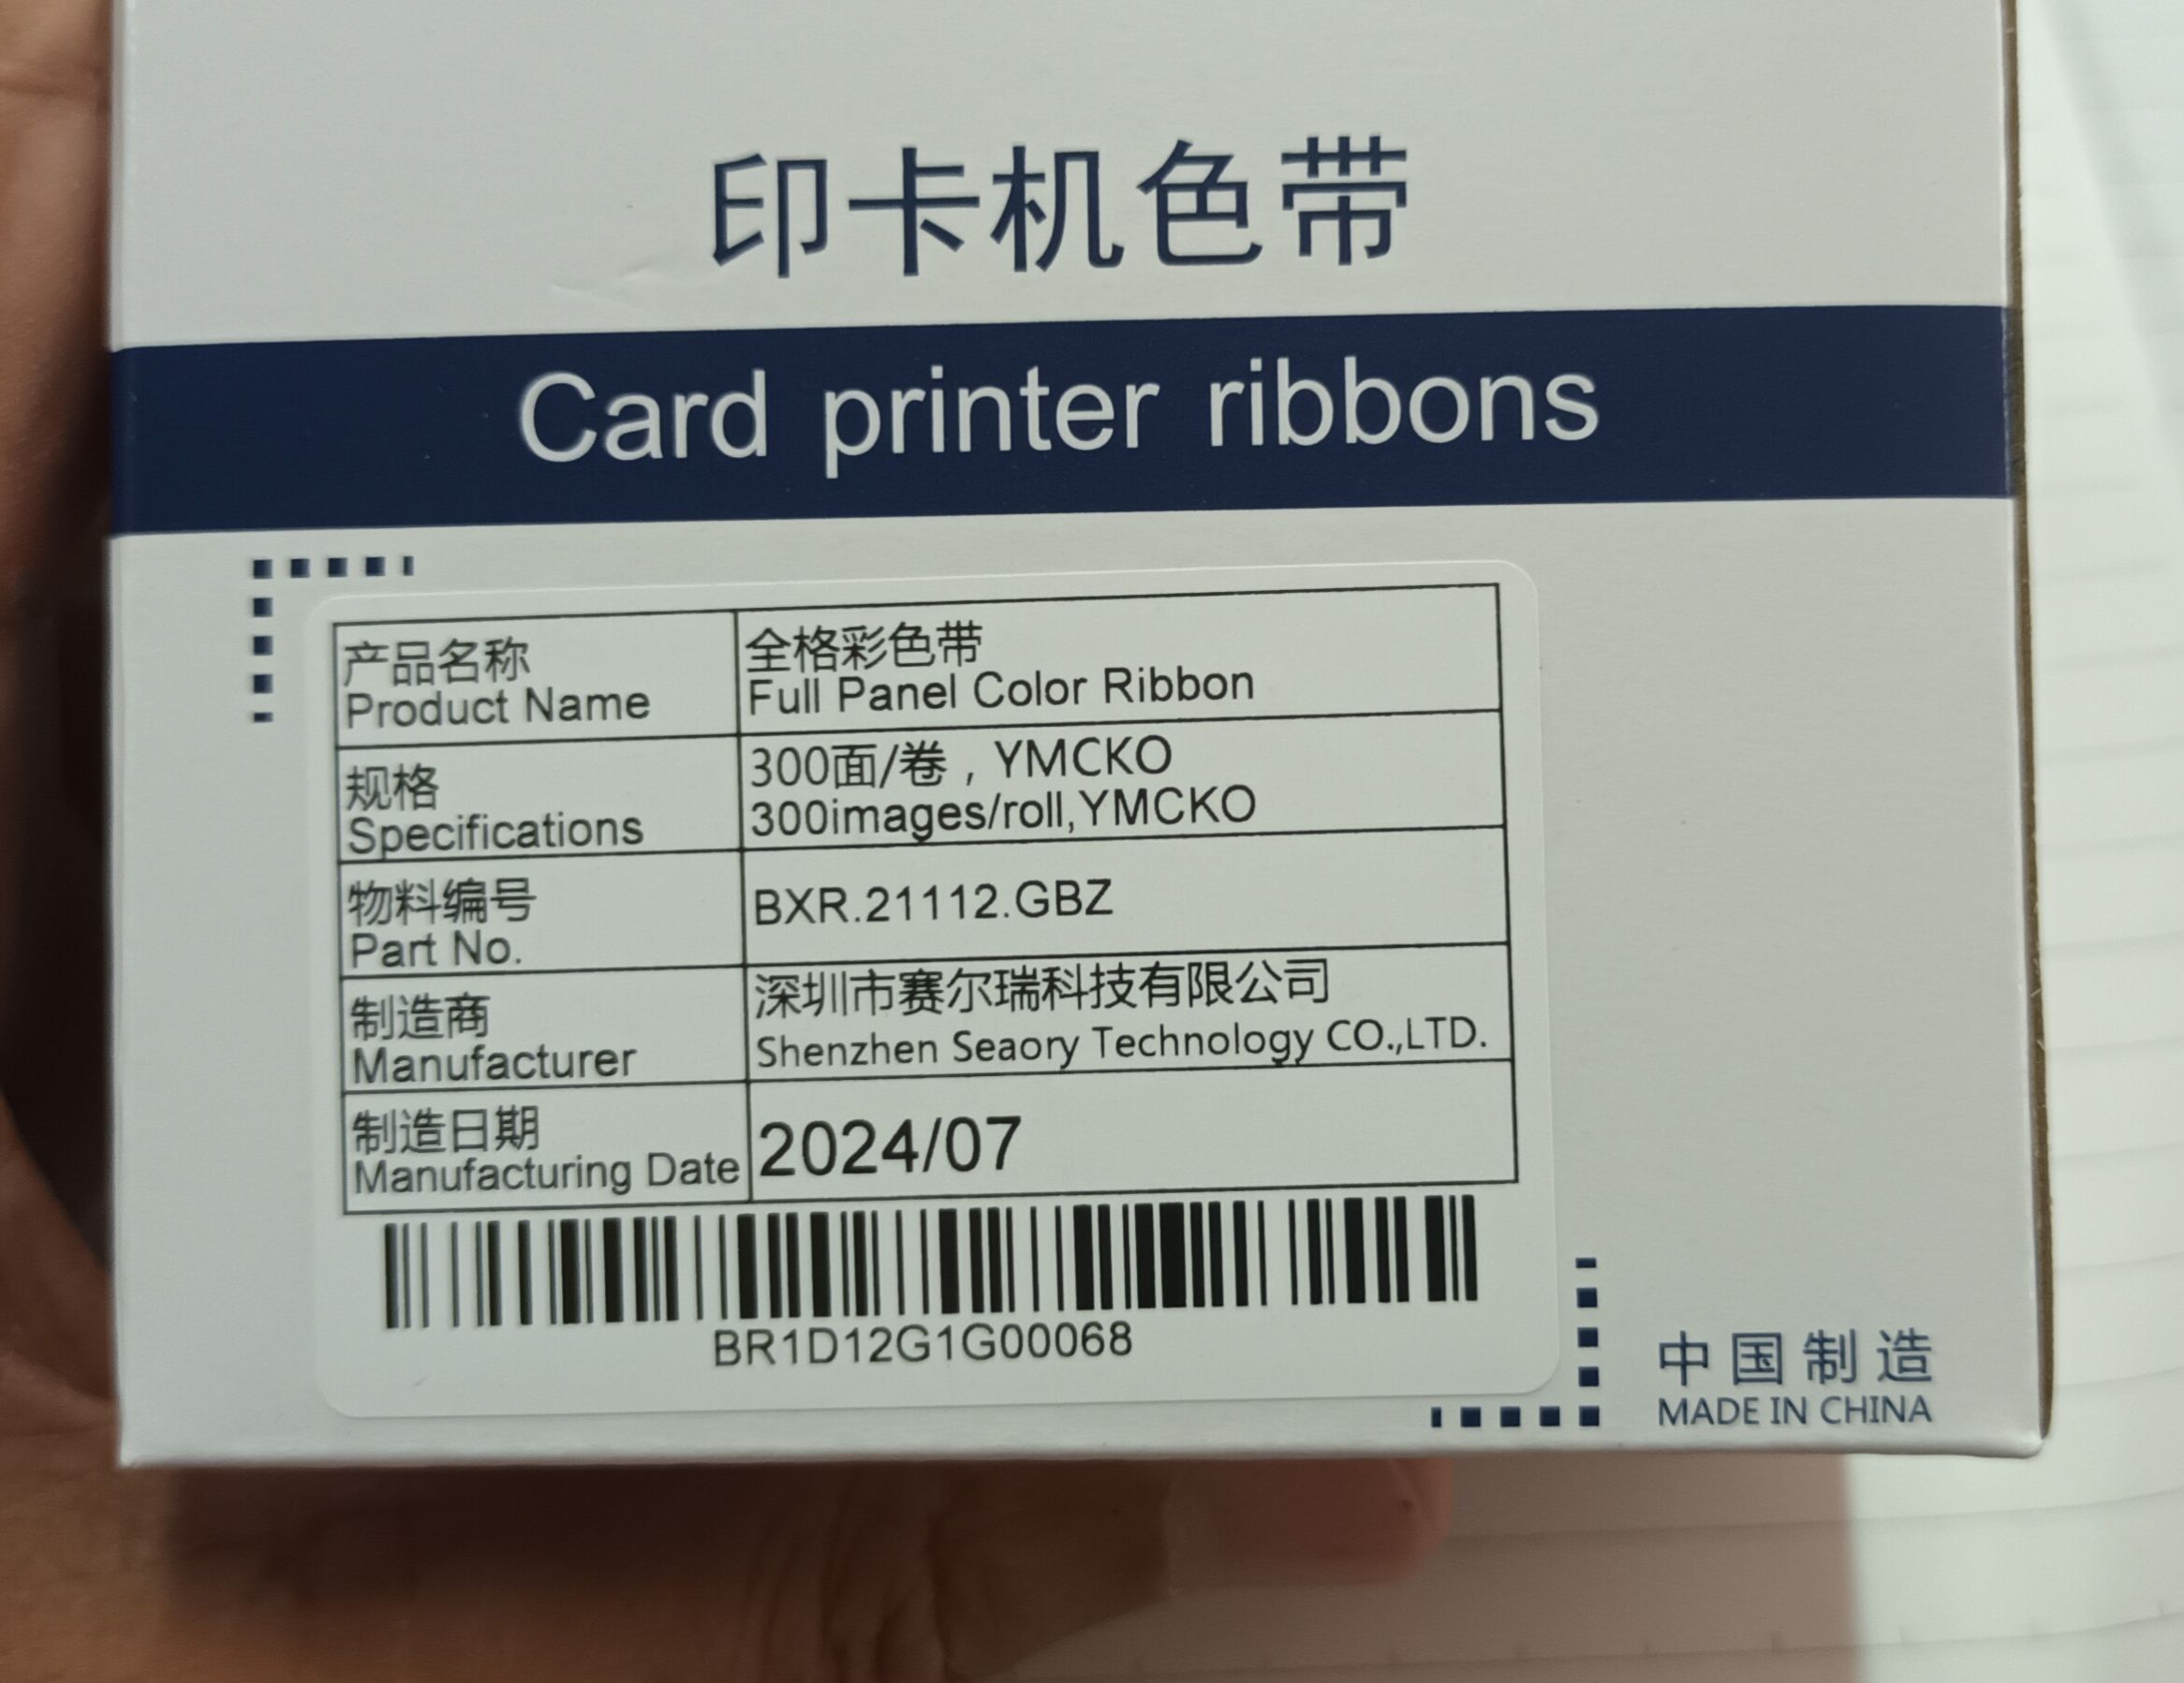 印卡机色带
Card printer ribbons
产品名称
Product Name
全格彩色带
Full Panel Color Ribbon
规格
Specifications
300面/卷，YMCKO
300images/roll,YMCKO
物料编号
Part No.
BXR.21112.GBZ
制造商
Manufacturer
深圳市赛尔瑞科技有限公司
Shenzhen Seaory Technology CO.,LTD.
制造日期
Manufacturing Date
2024/07
BR1D12G1G00068
中国制造
MADE IN CHINA